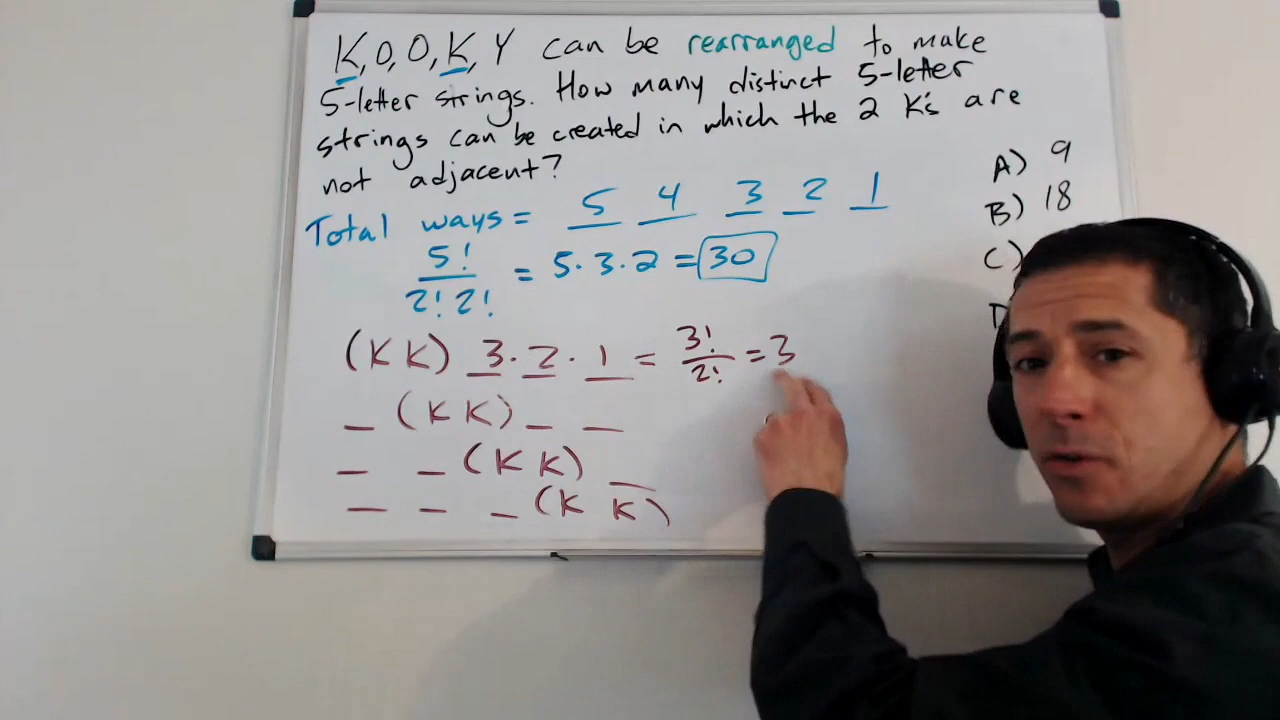 K, O, O, K, Y can be rearranged to make
5-letter strings. How many distinct 5-letter
strings can be created in which the 2 K's are
not adjacent?
A) 9
B) 18
C)
D
Total ways = 5 4 3 2 1
5!/2! 2! = 5·3·2 = 30
(K K) 3·2·1 = 3!/2! = 3
_ (K K) _ _
_ _ (K K) _
_ _ _ (K K)